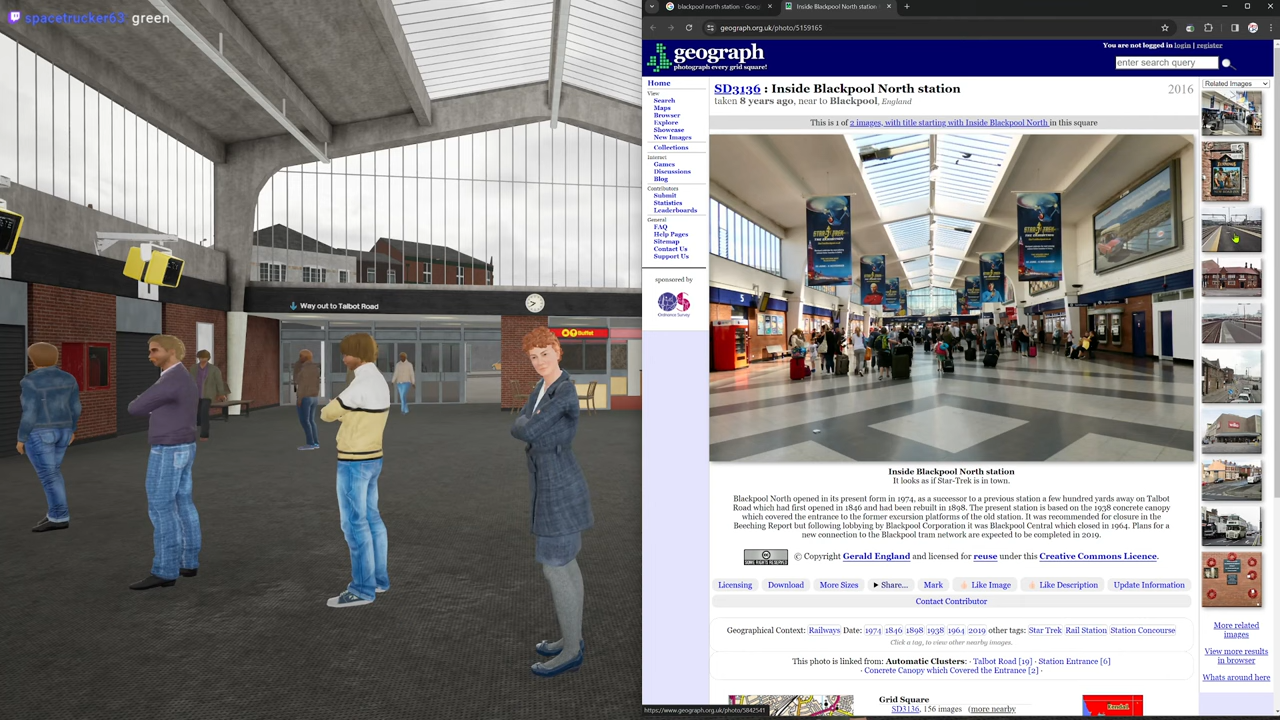 spacetrucker63 green
Way out to Talbot Road
Buffet
blackpool north station - Goog
Inside Blackpool North station
geograph.org.uk/photo/5159165
geograph
photograph every grid square!
You are not logged in login | register
enter search query
Home
View
Search
Maps
Browser
Explore
Showcase
New Images
Collections
Interact
Games
Discussions
Blog
Contributors
Submit
Statistics
Leaderboards
General
FAQ
Help Pages
Sitemap
Contact Us
Support Us
sponsored by
Ordnance Survey
SD3136 : Inside Blackpool North station
2016
taken 8 years ago, near to Blackpool, England
This is 1 of 2 images, with title starting with Inside Blackpool North in this square
STAR TREK
STAR TREK
5
Inside Blackpool North station
It looks as if Star-Trek is in town.
Blackpool North opened in its present form in 1974, as a successor to a previous station a few hundred yards away on Talbot
Road which had first opened in 1846 and had been rebuilt in 1898. The present station is based on the 1938 concrete canopy
which covered the entrance to the former excursion platforms of the old station. It was recommended for closure in the
Beeching Report but following lobbying by Blackpool Corporation it was Blackpool Central which closed in 1964. Plans for a
new connection to the Blackpool tram network are expected to be completed in 2019.
cc
SOME RIGHTS RESERVED
© Copyright Gerald England and licensed for reuse under this Creative Commons Licence.
Licensing
Download
More Sizes
Share...
Mark
Like Image
Like Description
Update Information
Contact Contributor
Geographical Context: Railways Date: 1974 1846 1898 1938 1964 2019 other tags: Star Trek Rail Station Station Concourse
Click a tag, to view other nearby images.
This photo is linked from: Automatic Clusters: · Talbot Road [19] · Station Entrance [6]
· Concrete Canopy which Covered the Entrance [2] ·
Grid Square
SD3136, 156 images (more nearby
Kendal
https://www.geograph.org.uk/photo/5842541
Related Images
More related
images
View more results
in browser
Whats around here